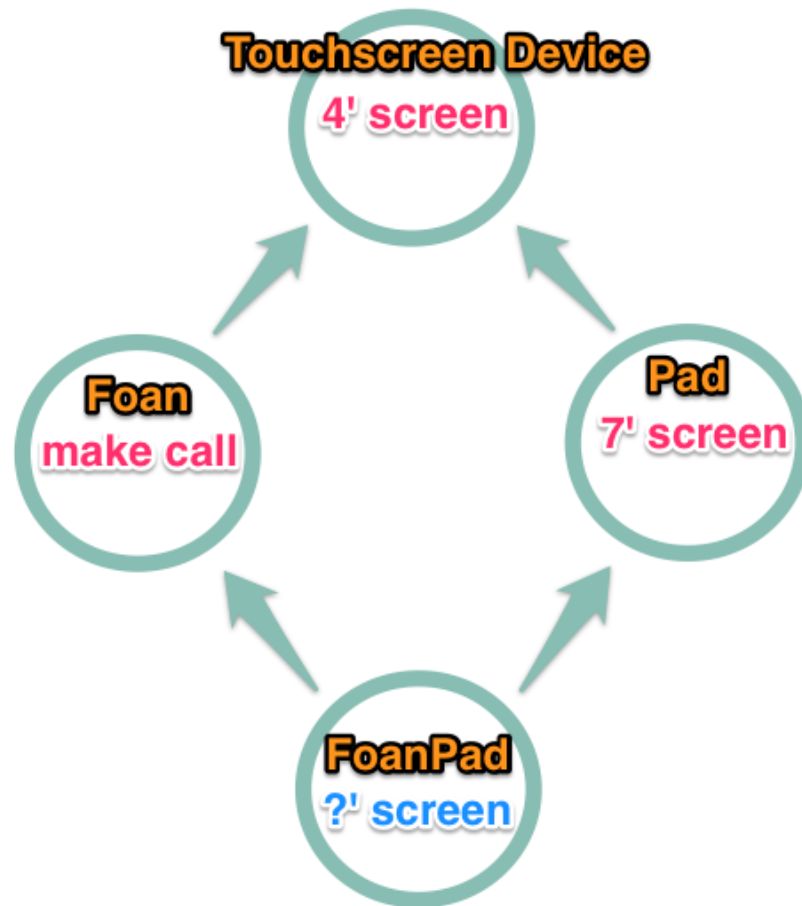 Touchscreen Device
4' screen
Foan
make call
Pad
7' screen
FoanPad
?' screen